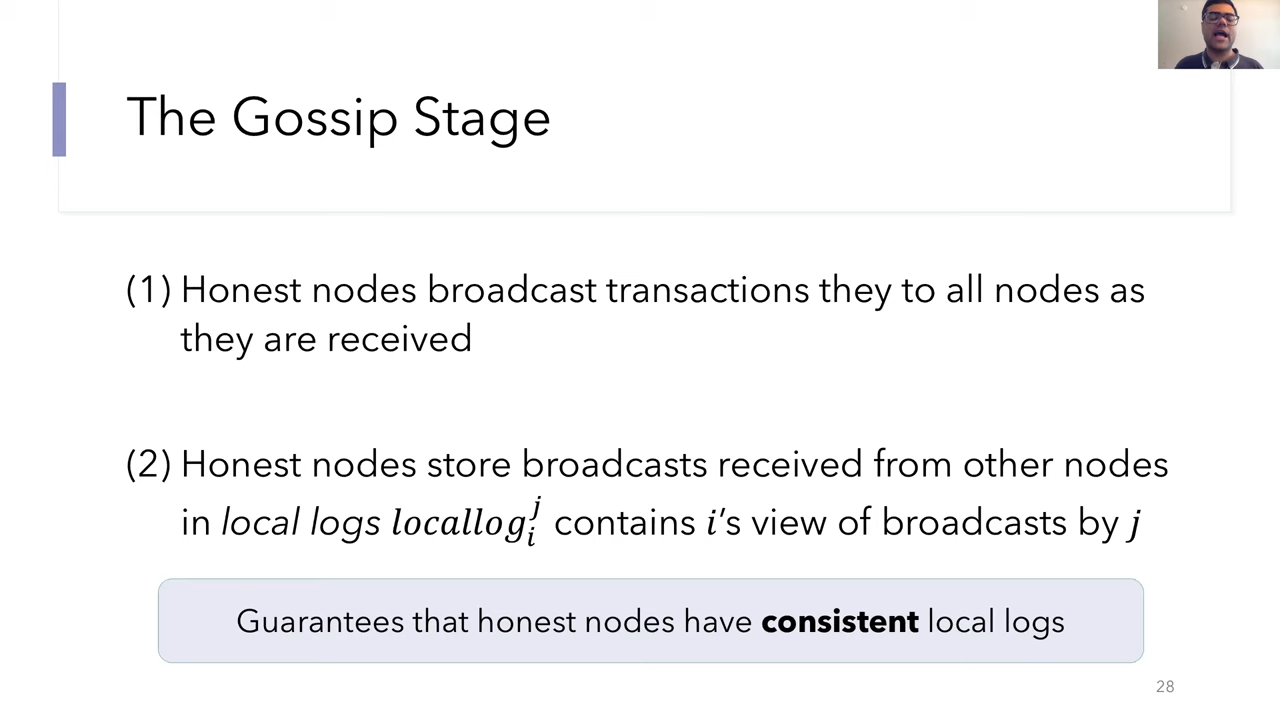 The Gossip Stage
(1) Honest nodes broadcast transactions they to all nodes as
they are received
(2) Honest nodes store broadcasts received from other nodes
in local logs locallog_i^j contains i’s view of broadcasts by j
Guarantees that honest nodes have consistent local logs
28